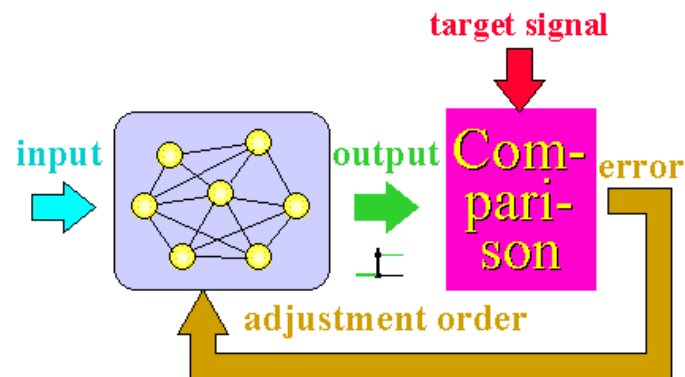 target signal
input
output
Com-
pari-
son
error
adjustment order